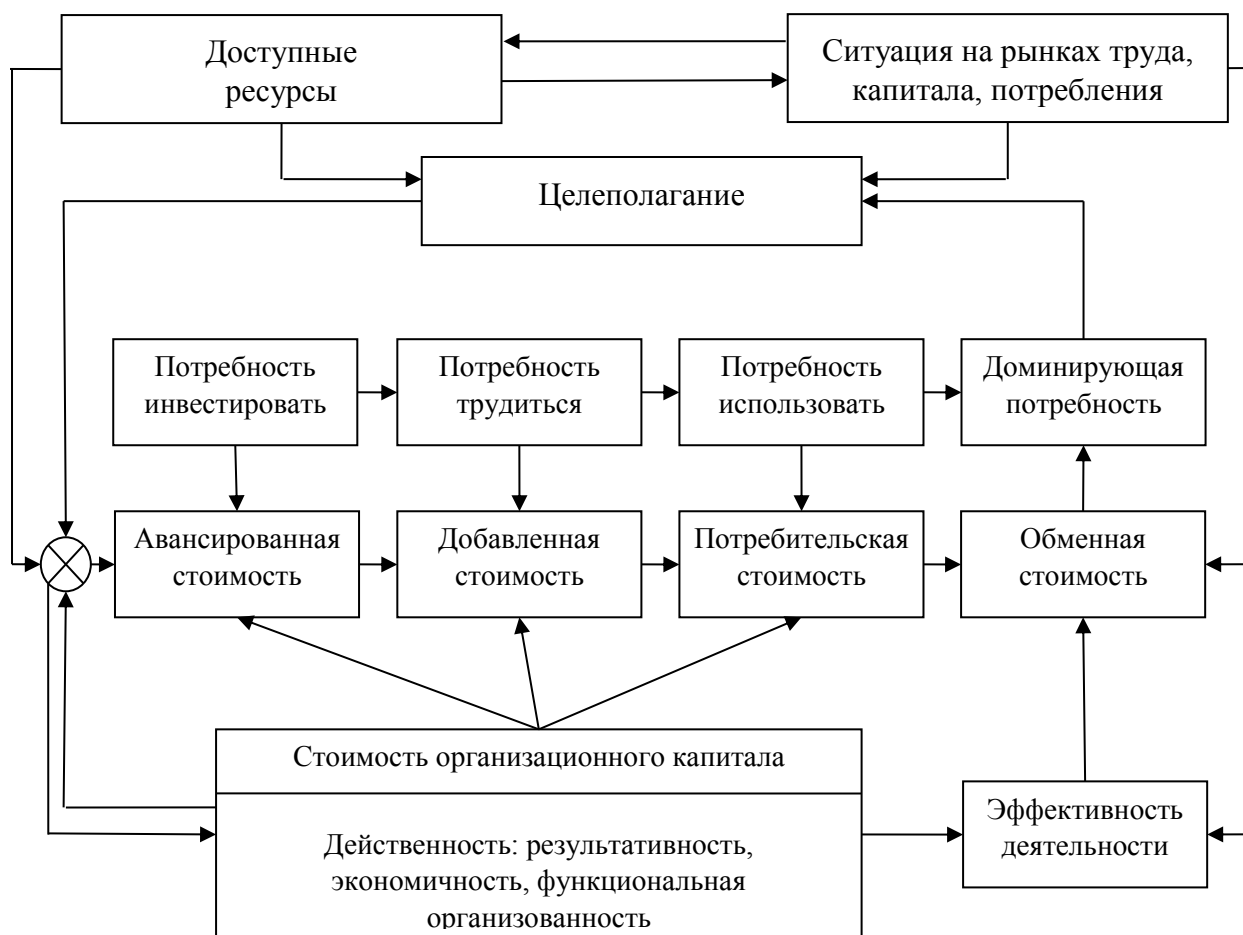 Доступные
ресурсы
Ситуация на рынках труда,
капитала, потребления
Целеполагание
Потребность
инвестировать
Потребность
трудиться
Потребность
использовать
Доминирующая
потребность
Авансированная
стоимость
Добавленная
стоимость
Потребительская
стоимость
Обменная
стоимость
Стоимость организационного капитала
Действенность: результативность,
экономичность, функциональная
организованность
Эффективность
деятельности